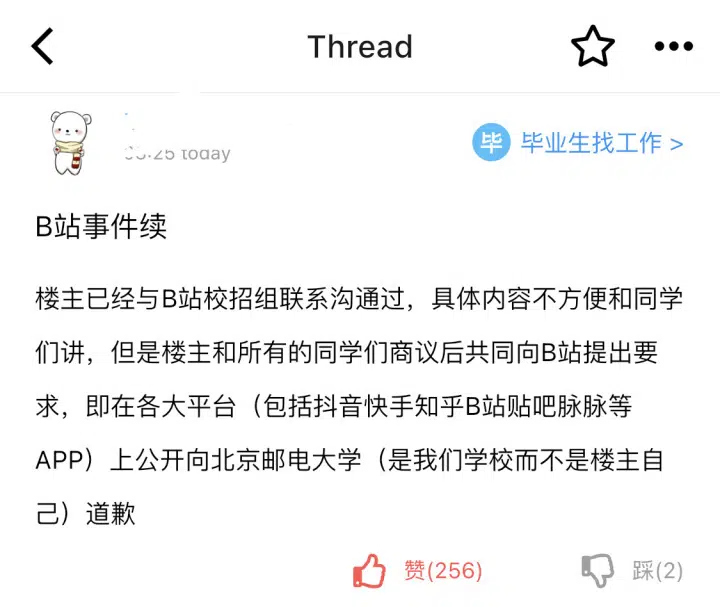 Thread
today
毕 毕业生找工作 >
B站事件续
楼主已经与B站校招组联系沟通过，具体内容不方便和同学
们讲，但是楼主和所有的同学们商议后共同向B站提出要
求，即在各大平台（包括抖音快手知乎B站贴吧脉脉等
APP）上公开向北京邮电大学（是我们学校而不是楼主自
己）道歉
赞(256) 踩(2)